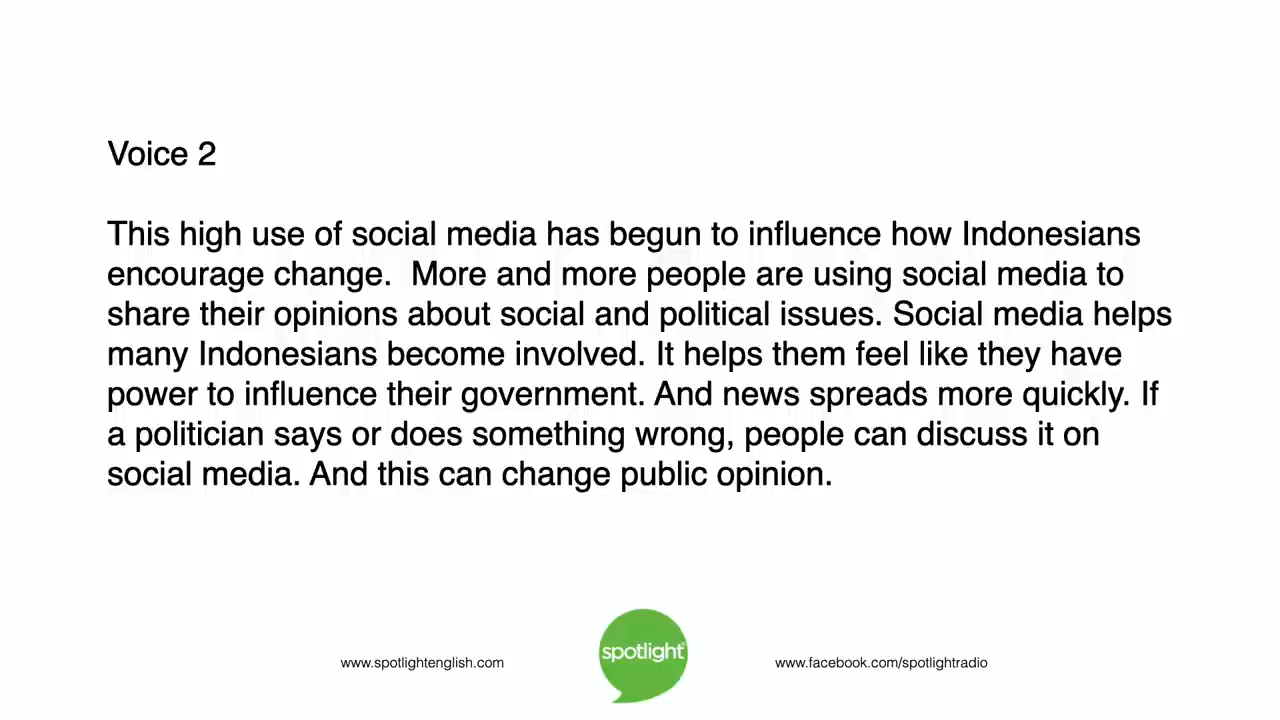 Voice 2
This high use of social media has begun to influence how Indonesians
encourage change.  More and more people are using social media to
share their opinions about social and political issues. Social media helps
many Indonesians become involved. It helps them feel like they have
power to influence their government. And news spreads more quickly. If
a politician says or does something wrong, people can discuss it on
social media. And this can change public opinion.
www.spotlightenglish.com
spotlight
www.facebook.com/spotlightradio